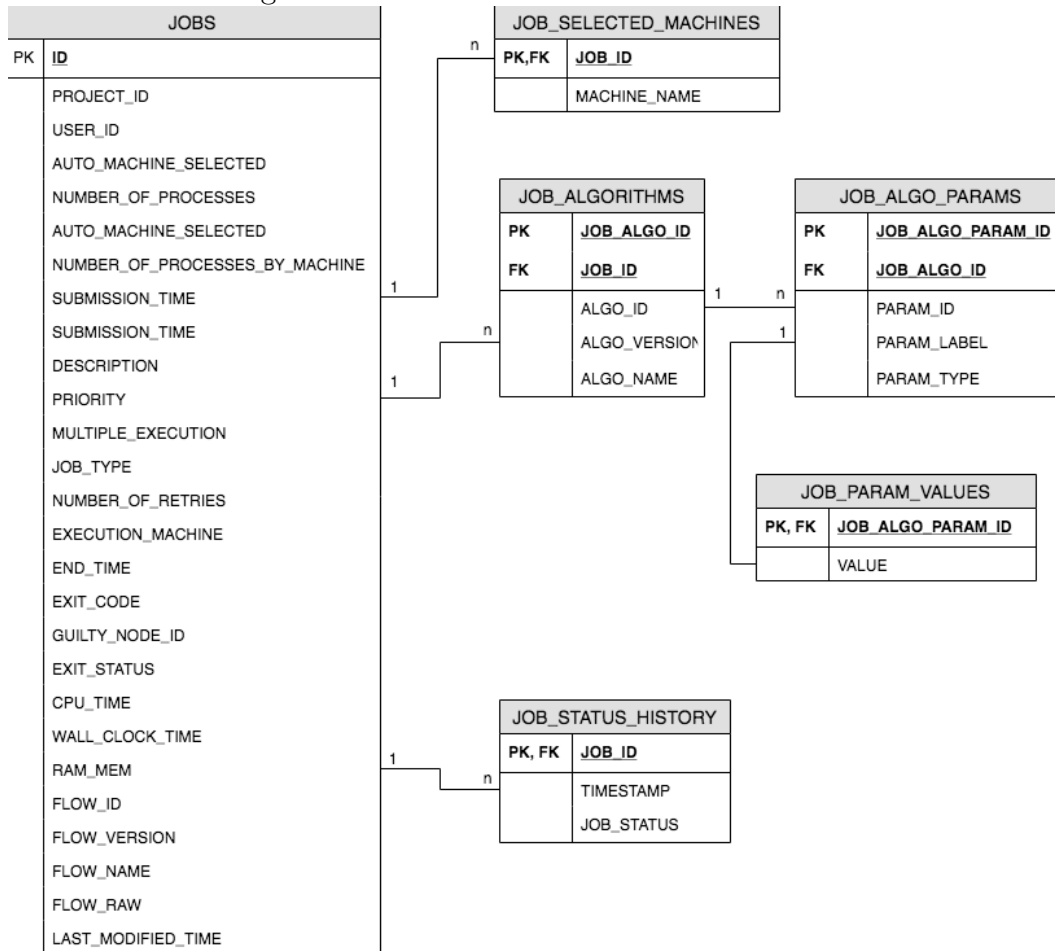 JOBS
PK ID
PROJECT_ID
USER_ID
AUTO_MACHINE_SELECTED
NUMBER_OF_PROCESSES
AUTO_MACHINE_SELECTED
NUMBER_OF_PROCESSES_BY_MACHINE
SUBMISSION_TIME
SUBMISSION_TIME
DESCRIPTION
PRIORITY
MULTIPLE_EXECUTION
JOB_TYPE
NUMBER_OF_RETRIES
EXECUTION_MACHINE
END_TIME
EXIT_CODE
GUILTY_NODE_ID
EXIT_STATUS
CPU_TIME
WALL_CLOCK_TIME
RAM_MEM
FLOW_ID
FLOW_VERSION
FLOW_NAME
FLOW_RAW
LAST_MODIFIED_TIME
1
n
JOB_SELECTED_MACHINES
PK,FK JOB_ID
MACHINE_NAME
1
n
JOB_ALGORITHMS
PK JOB_ALGO_ID
FK JOB_ID
ALGO_ID
ALGO_VERSION
ALGO_NAME
1
n
JOB_ALGO_PARAMS
PK JOB_ALGO_PARAM_ID
FK JOB_ALGO_ID
PARAM_ID
PARAM_LABEL
PARAM_TYPE
1
JOB_PARAM_VALUES
PK, FK JOB_ALGO_PARAM_ID
VALUE
1
n
JOB_STATUS_HISTORY
PK, FK JOB_ID
TIMESTAMP
JOB_STATUS